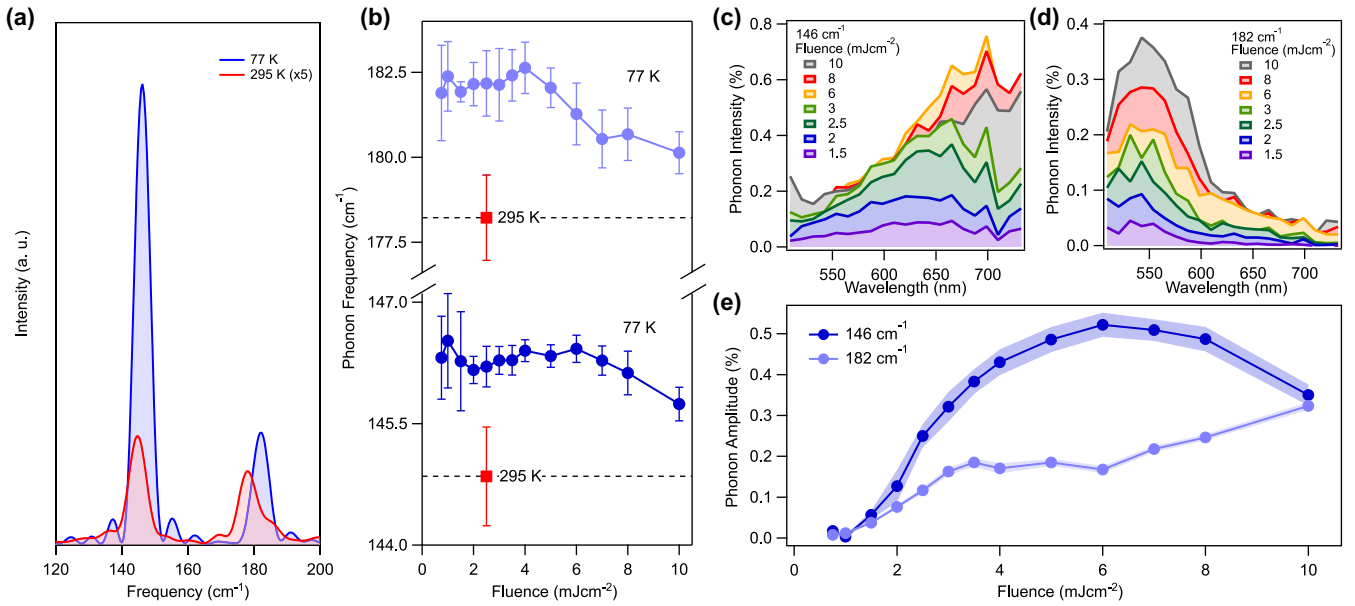 (a)
77 K
295 K (x5)
Intensity (a. u.)
120
140
160
180
200
Frequency (cm⁻¹)
(b)
182.5
180.0
177.5
147.0
145.5
144.0
Phonon Frequency (cm⁻¹)
77 K
295 K
77 K
295 K
0
2
4
6
8
10
Fluence (mJcm⁻²)
(c)
146 cm⁻¹
Fluence (mJcm⁻²)
10
8
6
3
2.5
2
1.5
Phonon Intensity (%)
0.8
0.6
0.4
0.2
0.0
550
600
650
700
Wavelength (nm)
(d)
182 cm⁻¹
Fluence (mJcm⁻²)
10
8
6
3
2.5
2
1.5
Phonon Intensity (%)
0.4
0.3
0.2
0.1
0.0
550
600
650
700
Wavelength (nm)
(e)
146 cm⁻¹
182 cm⁻¹
Phonon Amplitude (%)
0.5
0.4
0.3
0.2
0.1
0.0
0
2
4
6
8
10
Fluence (mJcm⁻²)